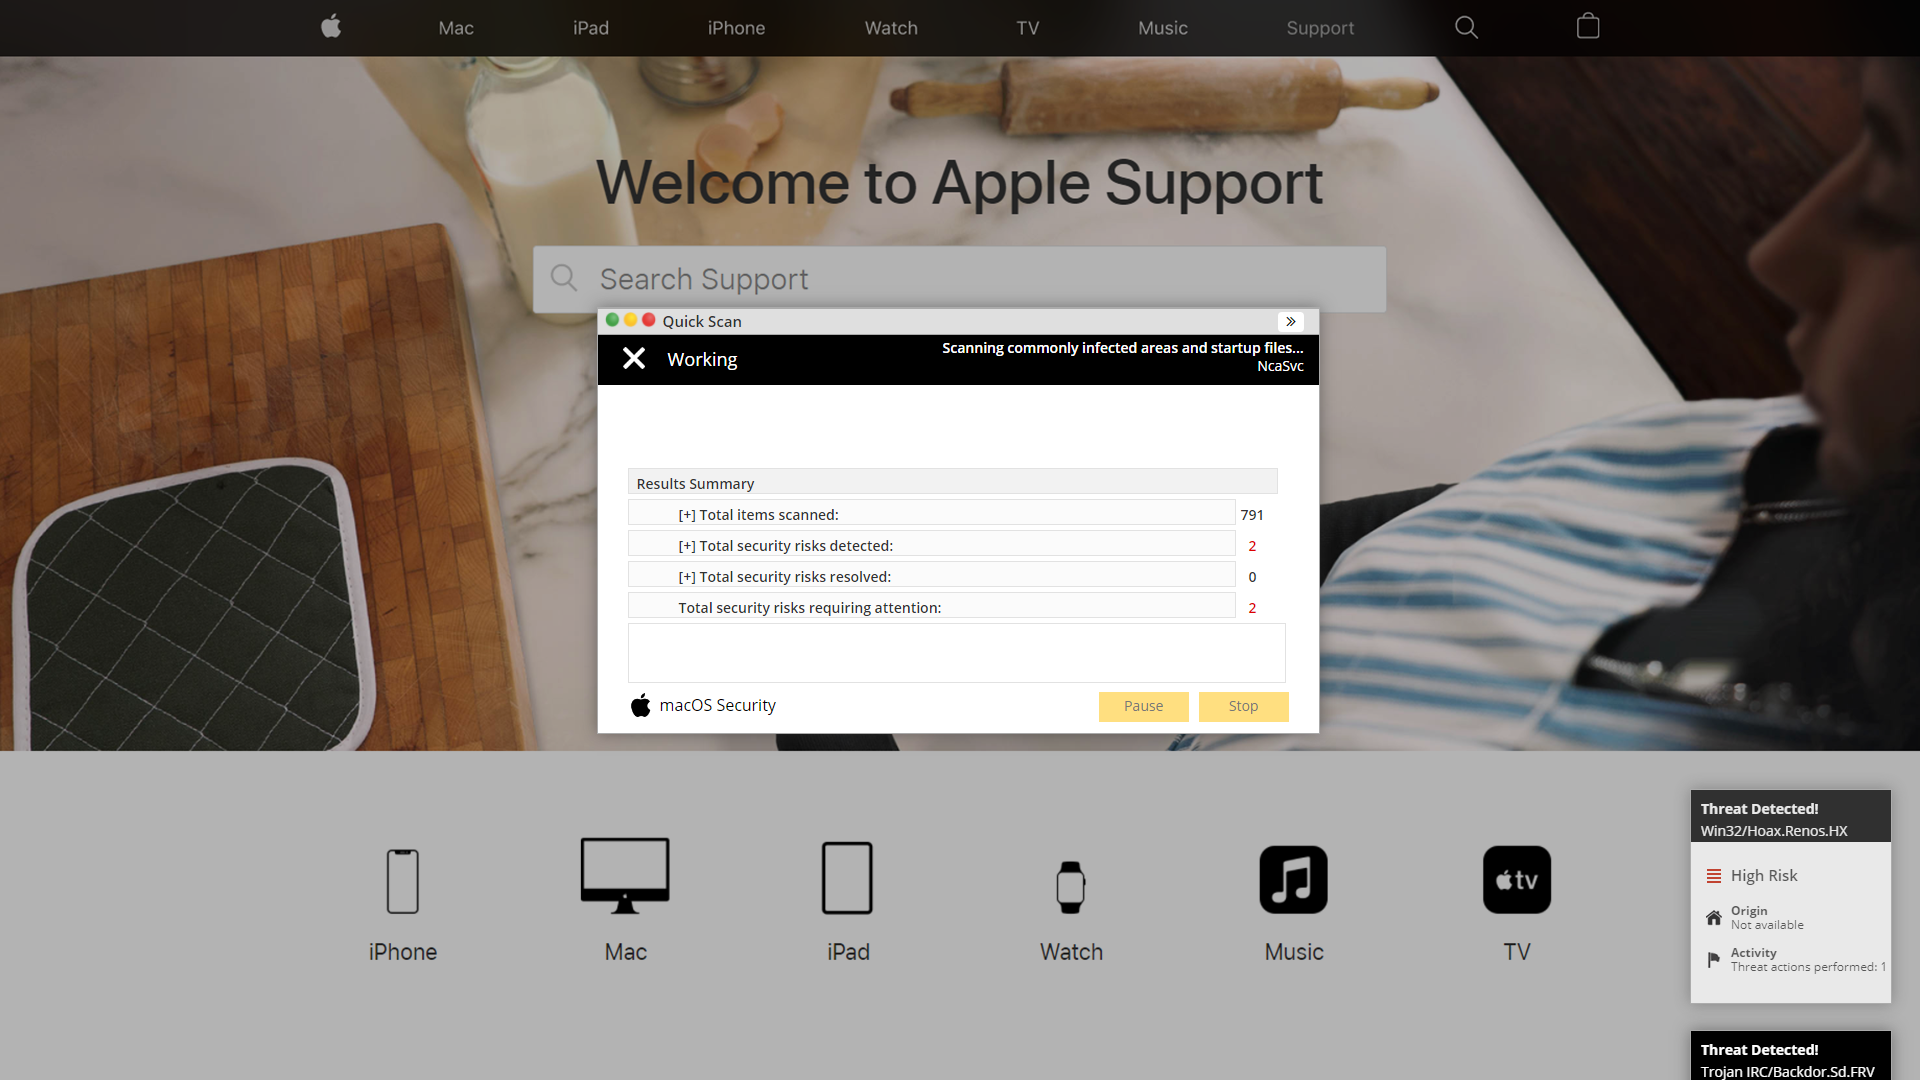 Mac
iPad
iPhone
Watch
TV
Music
Support
Welcome to Apple Support
Search Support
Quick Scan
Working
Scanning commonly infected areas and startup files...
NcaSvc
Results Summary
[+] Total items scanned: 791
[+] Total security risks detected: 2
[+] Total security risks resolved: 0
Total security risks requiring attention: 2
macOS Security
Pause
Stop
iPhone
Mac
iPad
Watch
tv
Music
TV
Threat Detected!
Win32/Hoax.Renos.HX
High Risk
Origin
Not available
Activity
Threat actions performed: 1
Threat Detected!
Trojan IRC/Backdor.Sd.FRV